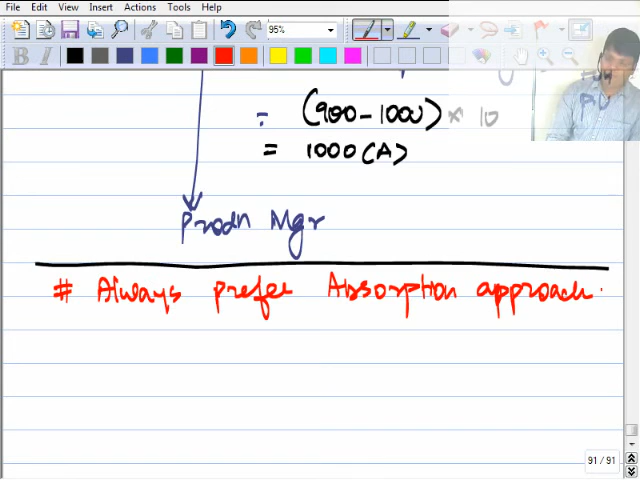 File Edit View Insert Actions Tools Help
95%
B I
= (900 - 1000) × 10
= 1000 (A)
Prodn Mgr
# Always prefer Absorption approach.
91 / 91